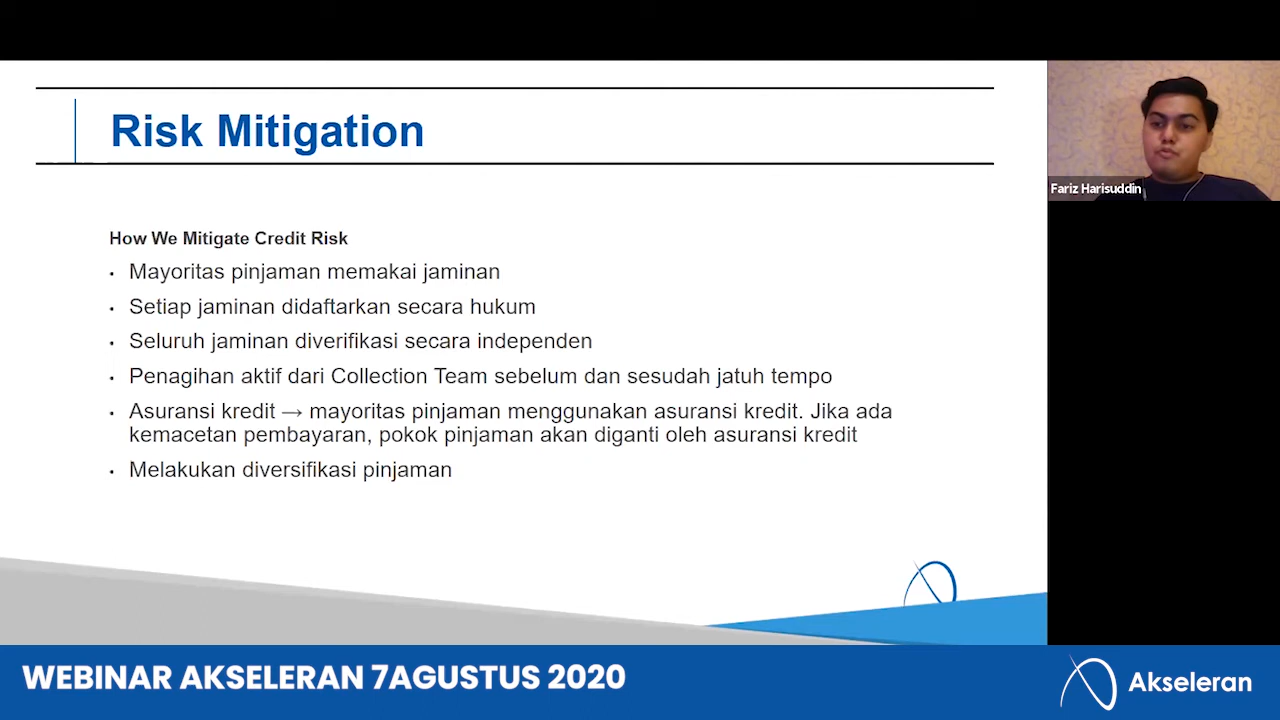 Risk Mitigation
How We Mitigate Credit Risk
• Mayoritas pinjaman memakai jaminan
• Setiap jaminan didaftarkan secara hukum
• Seluruh jaminan diverifikasi secara independen
• Penagihan aktif dari Collection Team sebelum dan sesudah jatuh tempo
• Asuransi kredit → mayoritas pinjaman menggunakan asuransi kredit. Jika ada
kemacetan pembayaran, pokok pinjaman akan diganti oleh asuransi kredit
• Melakukan diversifikasi pinjaman
Fariz Harisuddin
WEBINAR AKSELERAN 7AGUSTUS 2020
Akseleran